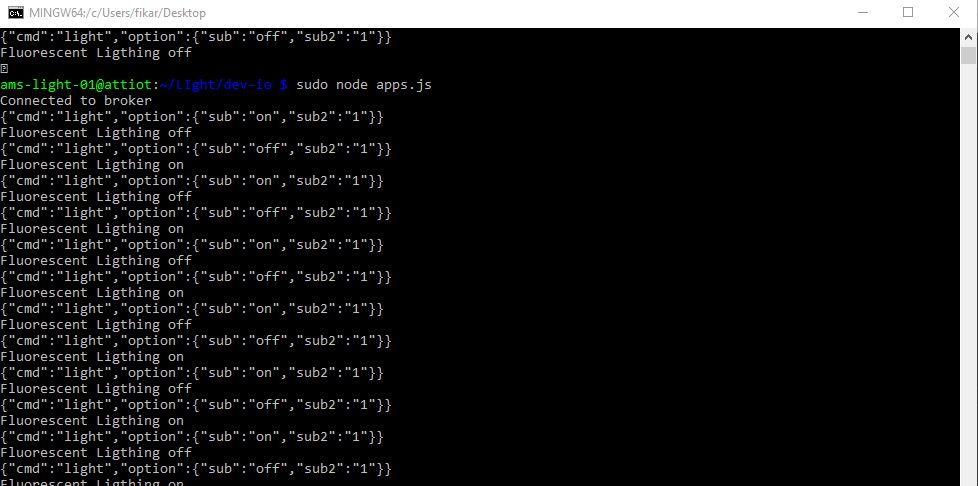 MINGW64:/c/Users/fikar/Desktop
{"cmd":"light","option":{"sub":"off","sub2":"1"}}
Fluorescent Ligthing off
ams-light-01@attiot:~/LIght/dev-io $ sudo node apps.js
Connected to broker
{"cmd":"light","option":{"sub":"on","sub2":"1"}}
Fluorescent Ligthing off
{"cmd":"light","option":{"sub":"off","sub2":"1"}}
Fluorescent Ligthing on
{"cmd":"light","option":{"sub":"on","sub2":"1"}}
Fluorescent Ligthing off
{"cmd":"light","option":{"sub":"off","sub2":"1"}}
Fluorescent Ligthing on
{"cmd":"light","option":{"sub":"on","sub2":"1"}}
Fluorescent Ligthing off
{"cmd":"light","option":{"sub":"off","sub2":"1"}}
Fluorescent Ligthing on
{"cmd":"light","option":{"sub":"on","sub2":"1"}}
Fluorescent Ligthing off
{"cmd":"light","option":{"sub":"off","sub2":"1"}}
Fluorescent Ligthing on
{"cmd":"light","option":{"sub":"on","sub2":"1"}}
Fluorescent Ligthing off
{"cmd":"light","option":{"sub":"off","sub2":"1"}}
Fluorescent Ligthing on
{"cmd":"light","option":{"sub":"on","sub2":"1"}}
Fluorescent Ligthing off
{"cmd":"light","option":{"sub":"off","sub2":"1"}}
Fluorescent Ligthing on